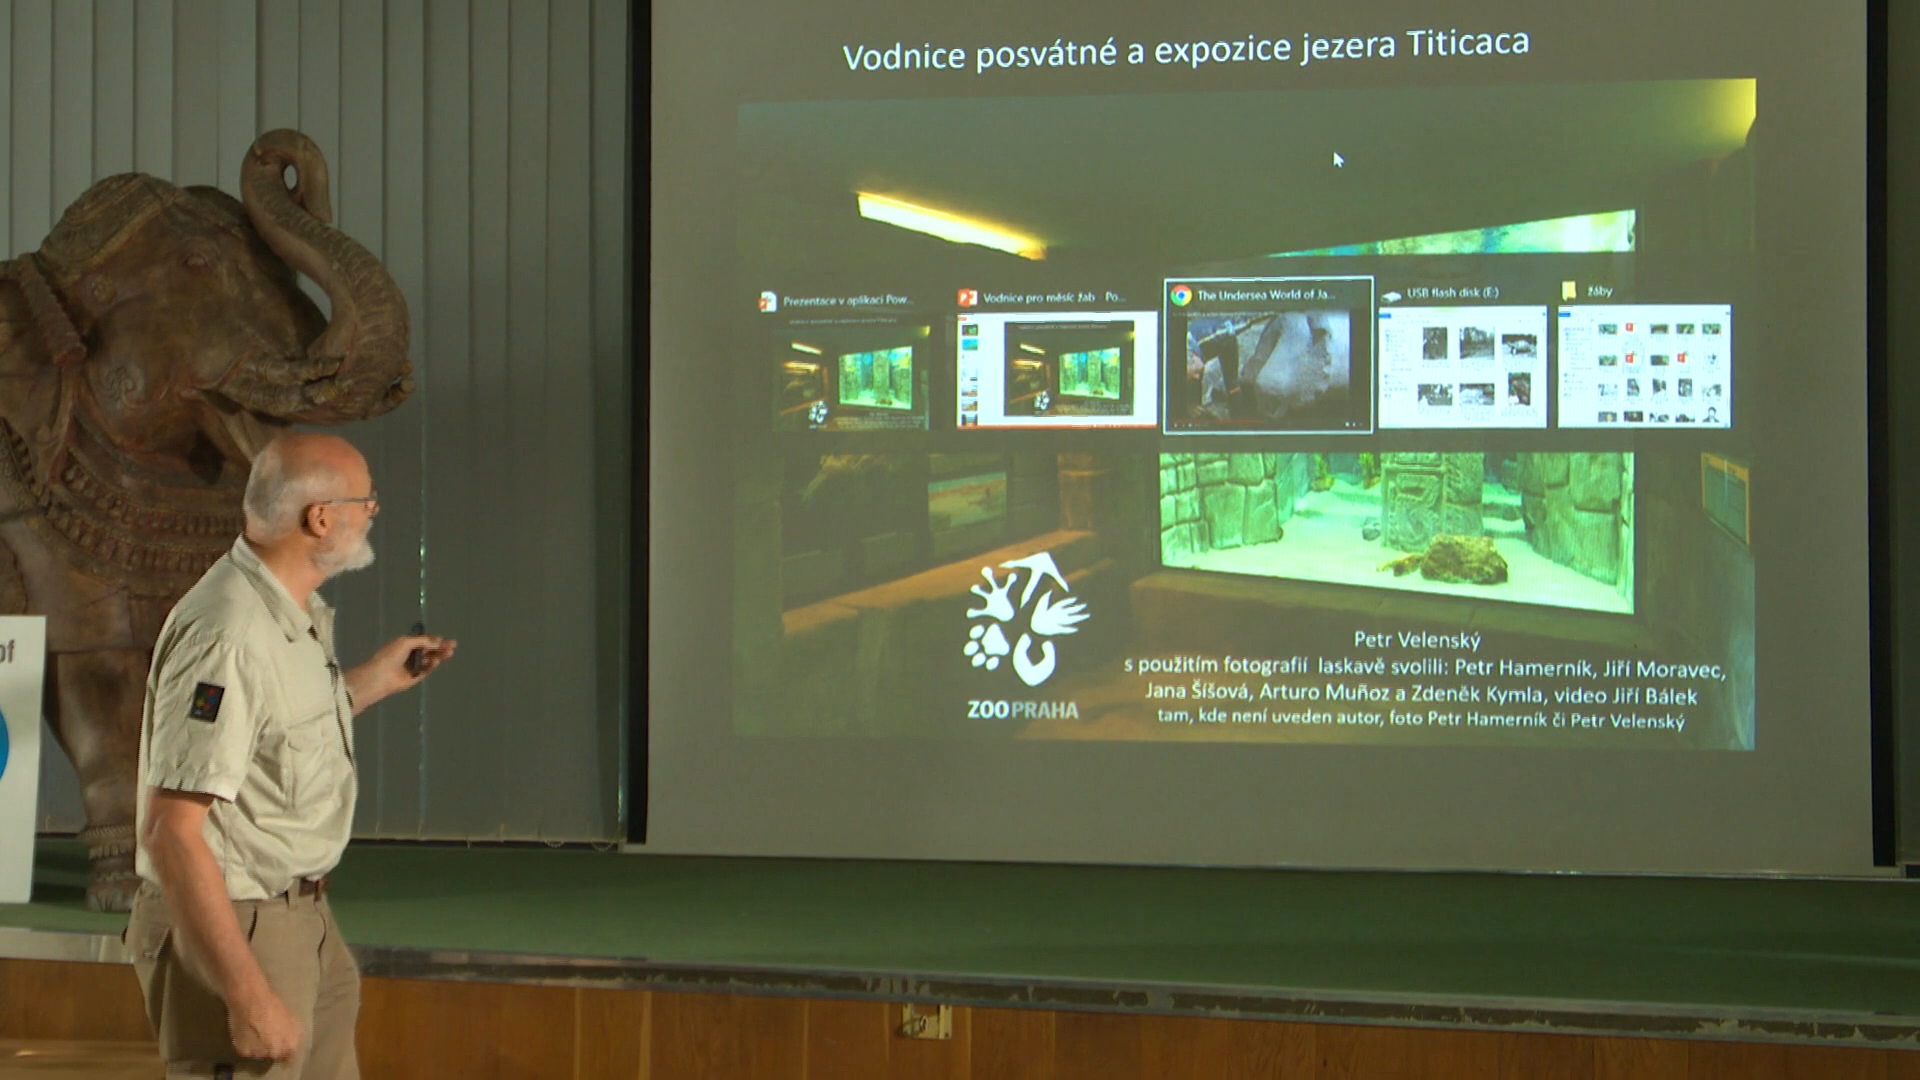 Vodnice posvátné a expozice jezera Titicaca
Prezentace v aplikaci Pow...
Vodnice pro měsíc žab - Po...
The Undersea World of Ja...
USB flash disk (E:)
žáby
Petr Velenský
s použitím fotografií laskavě svolili: Petr Hamerník, Jiří Moravec,
Jana Šíšová, Arturo Muñoz a Zdeněk Kymla, video Jiří Bálek
tam, kde není uveden autor, foto Petr Hamerník či Petr Velenský
ZOO PRAHA
of